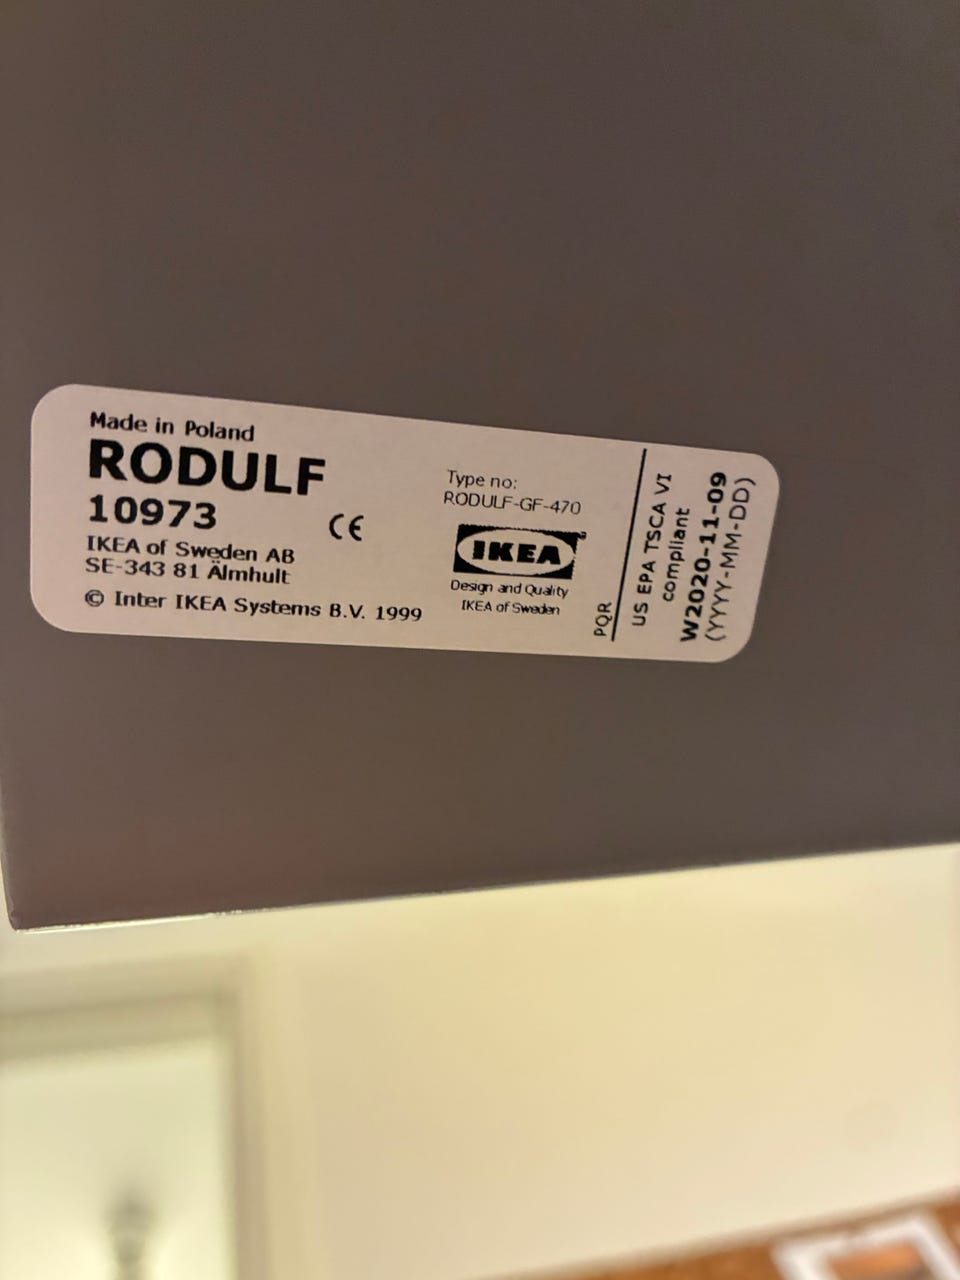 Made in Poland
RODULF
10973
CE
IKEA of Sweden AB
SE-343 81 Älmhult
© Inter IKEA Systems B.V. 1999
Type no:
RODULF-GF-470
IKEA
Design and Quality
IKEA of Sweden
PQR
US EPA TSCA VI
compliant
W2020-11-09
(YYYY-MM-DD)